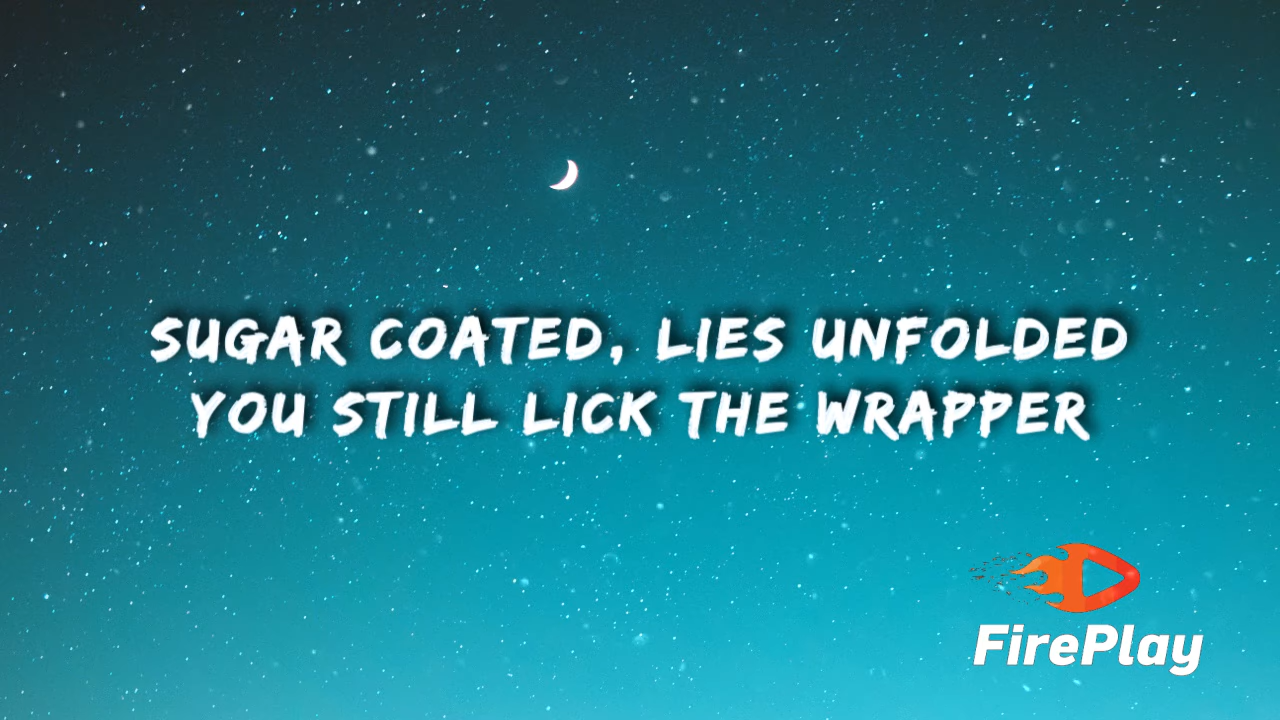 SUGAR COATED, LIES UNFOLDED
YOU STILL LICK THE WRAPPER
FirePlay